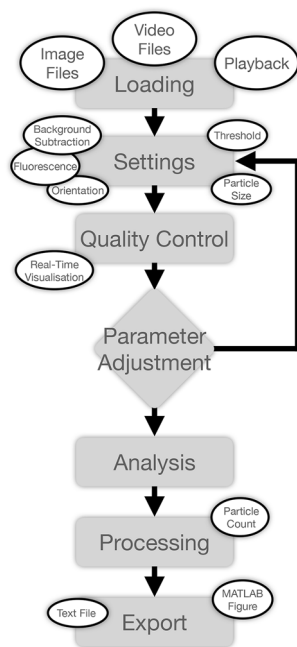 Video
Files
Image
Files
Playback
Loading
Background
Subtraction
Threshold
Fluorescence
Settings
Orientation
Particle
Size
Quality Control
Real-Time
Visualisation
Parameter
Adjustment
Analysis
Particle
Count
Processing
MATLAB
Figure
Text File
Export